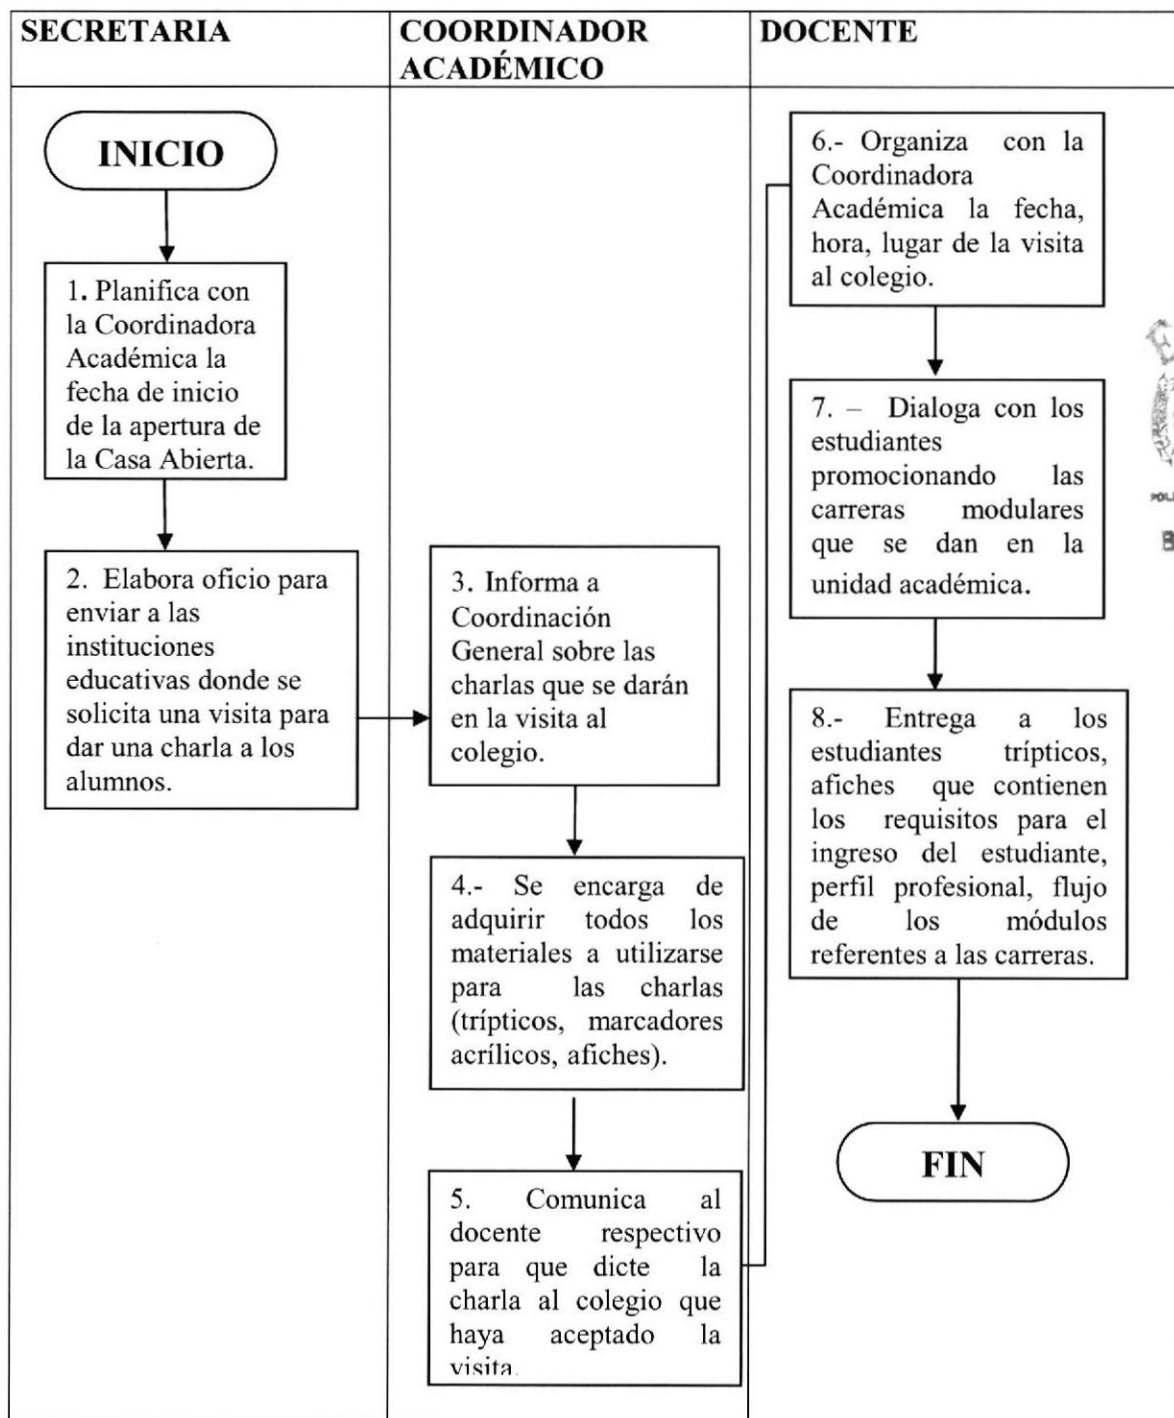 SECRETARIA
COORDINADOR
ACADÉMICO
DOCENTE
INICIO
1. Planifica con
la Coordinadora
Académica la
fecha de inicio
de la apertura de
la Casa Abierta.
2. Elabora oficio para
enviar a las
instituciones
educativas donde se
solicita una visita para
dar una charla a los
alumnos.
3. Informa a
Coordinación
General sobre las
charlas que se darán
en la visita al
colegio.
4.- Se encarga de
adquirir todos los
materiales a utilizarse
para las charlas
(trípticos, marcadores
acrílicos, afiches).
5. Comunica al
docente respectivo
para que dicte la
charla al colegio que
haya aceptado la
visita.
6.- Organiza con la
Coordinadora
Académica la fecha,
hora, lugar de la visita
al colegio.
7. – Dialoga con los
estudiantes
promocionando las
carreras modulares
que se dan en la
unidad académica.
8.- Entrega a los
estudiantes trípticos,
afiches que contienen
los requisitos para el
ingreso del estudiante,
perfil profesional, flujo
de los módulos
referentes a las carreras.
FIN